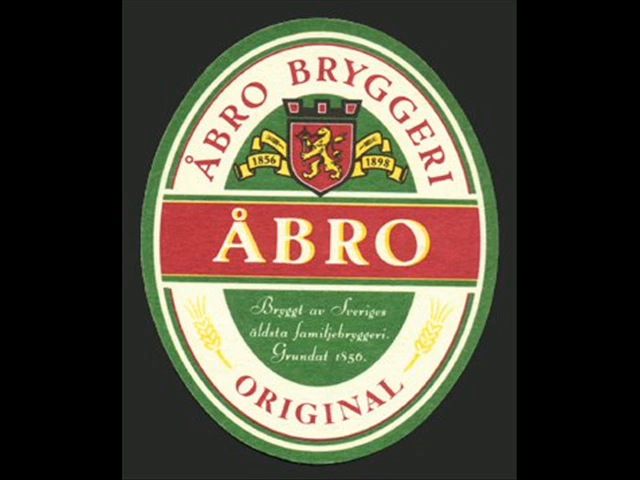 ÅBRO BRYGGERI
1856 1898
ÅBRO
Bryggt av Sveriges
äldsta familjebryggeri.
Grundat 1856.
ORIGINAL